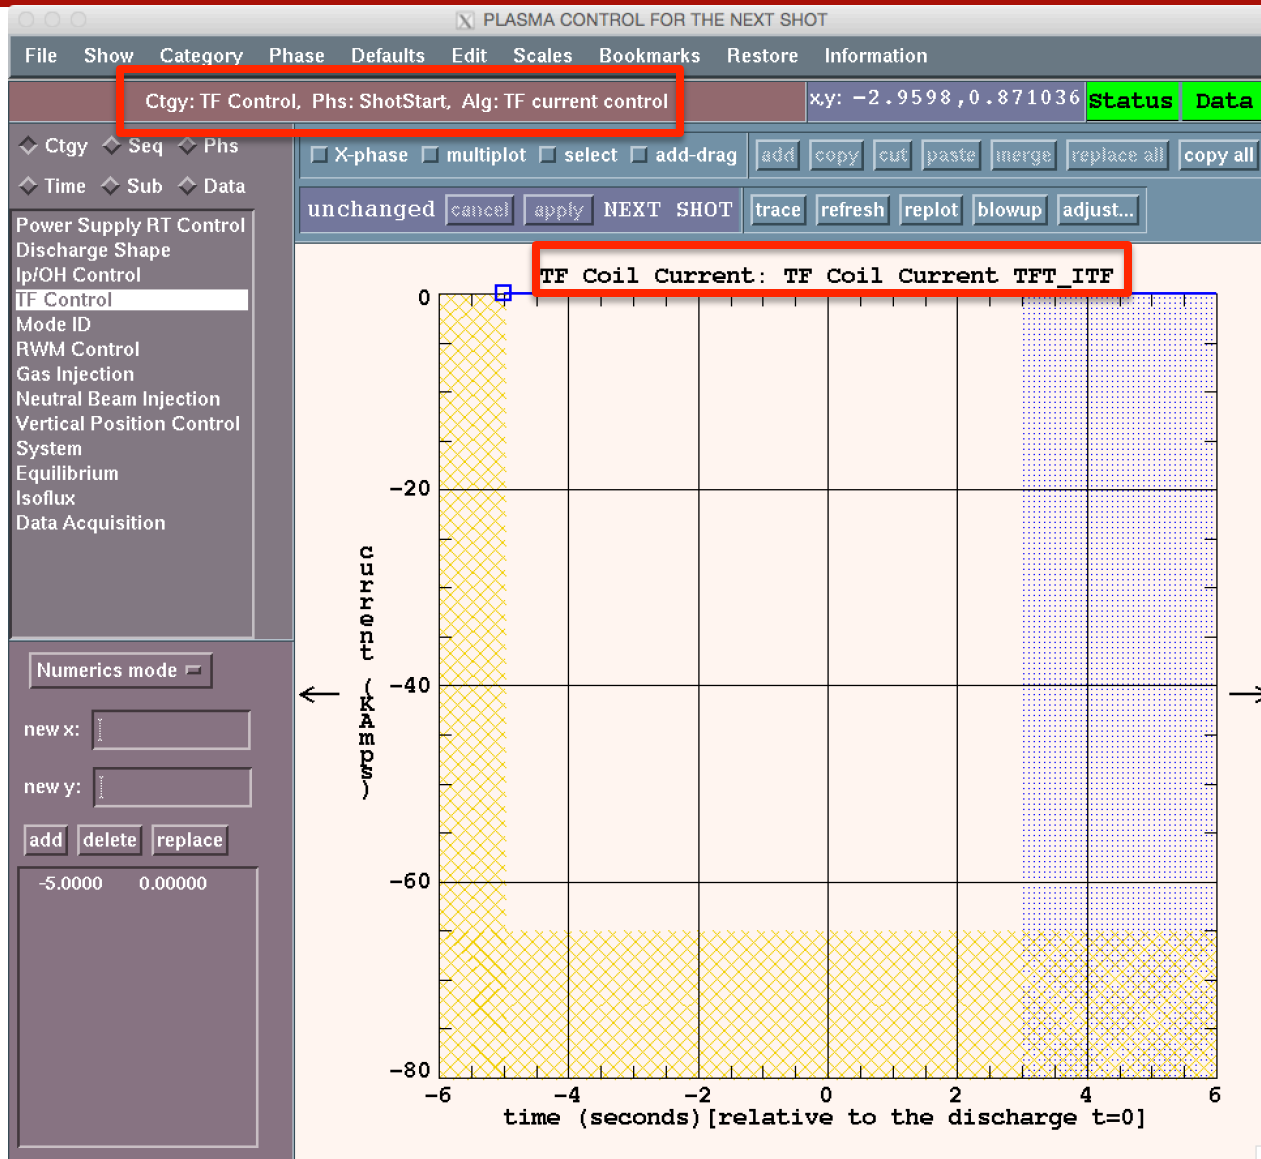 X PLASMA CONTROL FOR THE NEXT SHOT
File Show Category Phase Defaults Edit Scales Bookmarks Restore Information
Ctgy: TF Control, Phs: ShotStart, Alg: TF current control
x,y: -2.9598,0.871036
Status Data
Ctgy Seq Phs
Time Sub Data
X-phase multiplot select add-drag add copy cut paste merge replace all copy all
unchanged cancel apply NEXT SHOT trace refresh replot blowup adjust...
Power Supply RT Control
Discharge Shape
Ip/OH Control
TF Control
Mode ID
RWM Control
Gas Injection
Neutral Beam Injection
Vertical Position Control
System
Equilibrium
Isoflux
Data Acquisition
Numerics mode
new x:
new y:
add delete replace
-5.0000 0.00000
TF Coil Current: TF Coil Current TFT_ITF
0
-20
-40
-60
-80
current (KAmps)
-6 -4 -2 0 2 4 6
time (seconds)[relative to the discharge t=0]